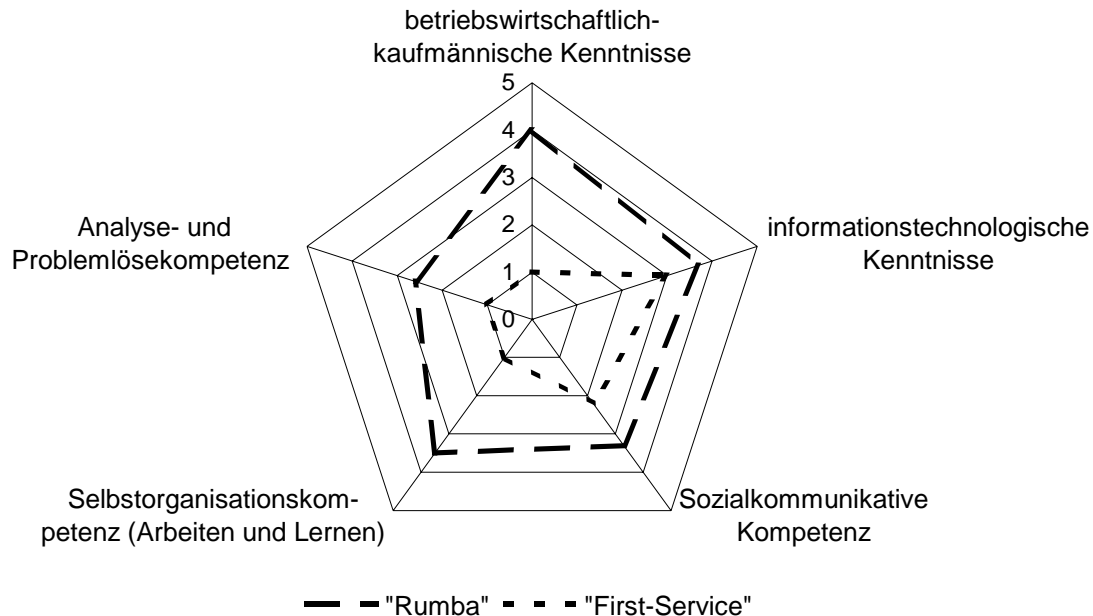 betriebswirtschaftlich-
kaufmännische Kenntnisse
5
4
3
2
1
0
informationstechnologische
Kenntnisse
Sozialkommunikative
Kompetenz
Selbstorganisationskom-
petenz (Arbeiten und Lernen)
Analyse- und
Problemlösekompetenz
"Rumba" "First-Service"